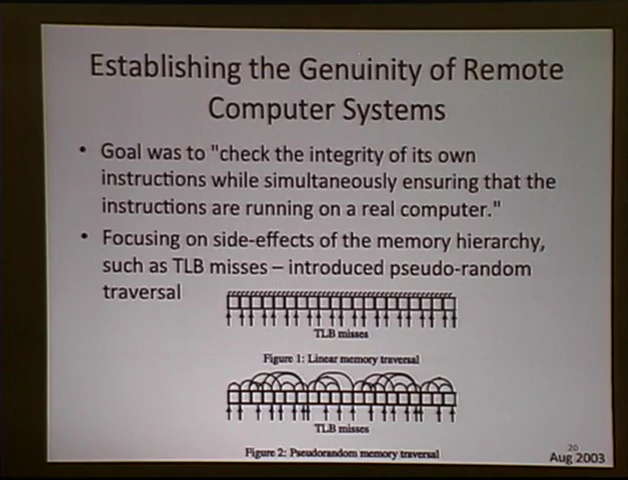 Establishing the Genuinity of Remote
Computer Systems
• Goal was to "check the integrity of its own
instructions while simultaneously ensuring that the
instructions are running on a real computer."
• Focusing on side-effects of the memory hierarchy,
such as TLB misses – introduced pseudo-random
traversal
TLB misses
Figure 1: Linear memory traversal
TLB misses
Figure 2: Pseudorandom memory traversal
20
Aug 2003